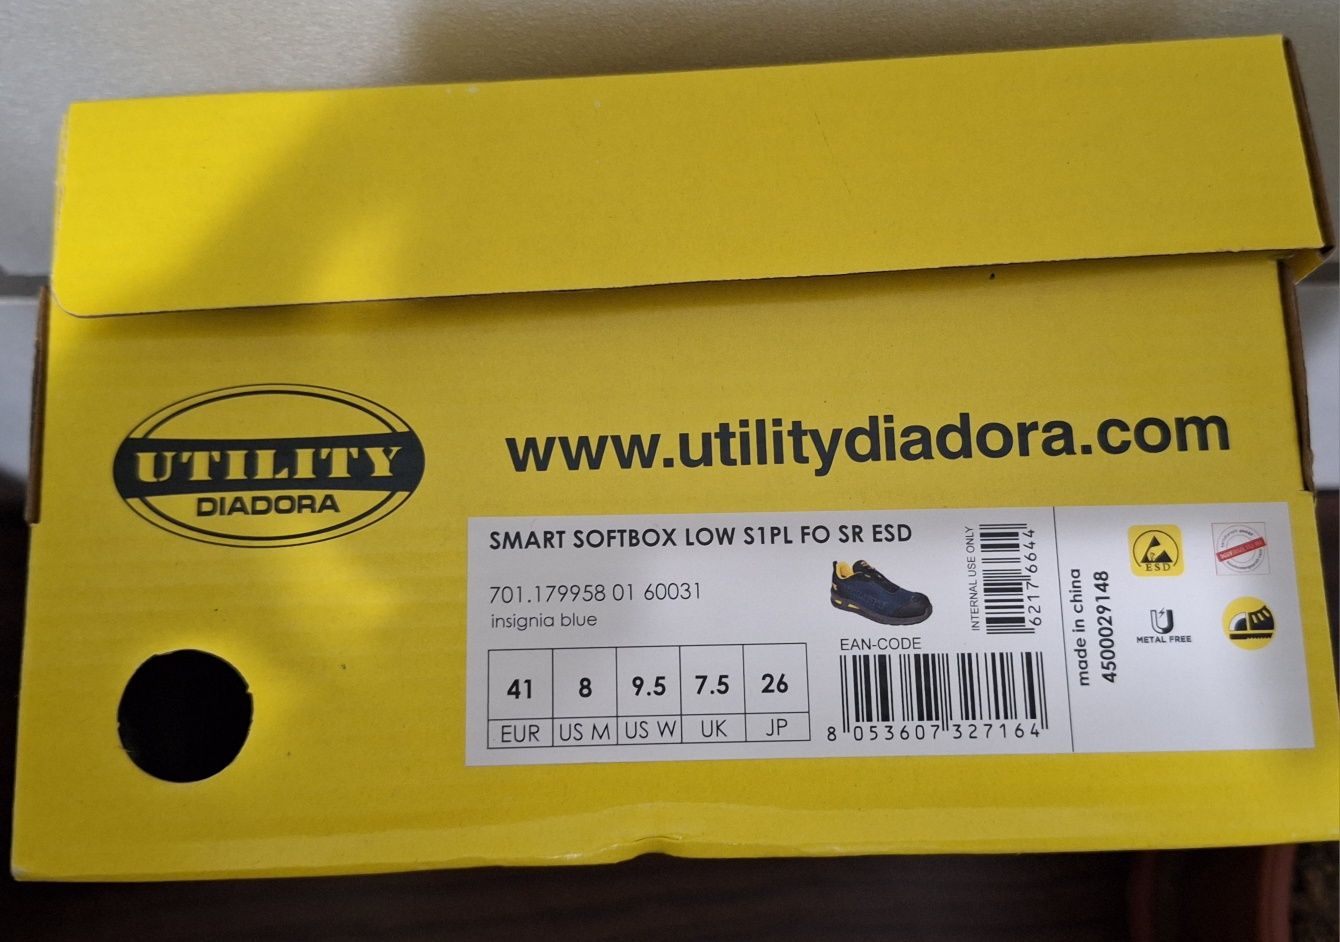 UTILITY
DIADORA
www.utilitydiadora.com
SMART SOFTBOX LOW S1PL FO SR ESD
701.179958 01 60031
insignia blue
41 8 9.5 7.5 26
EUR US M US W UK JP
INTERNAL USE ONLY
62176644
EAN-CODE
8 053607 327164
made in china
4500029148
ESD
METAL FREE